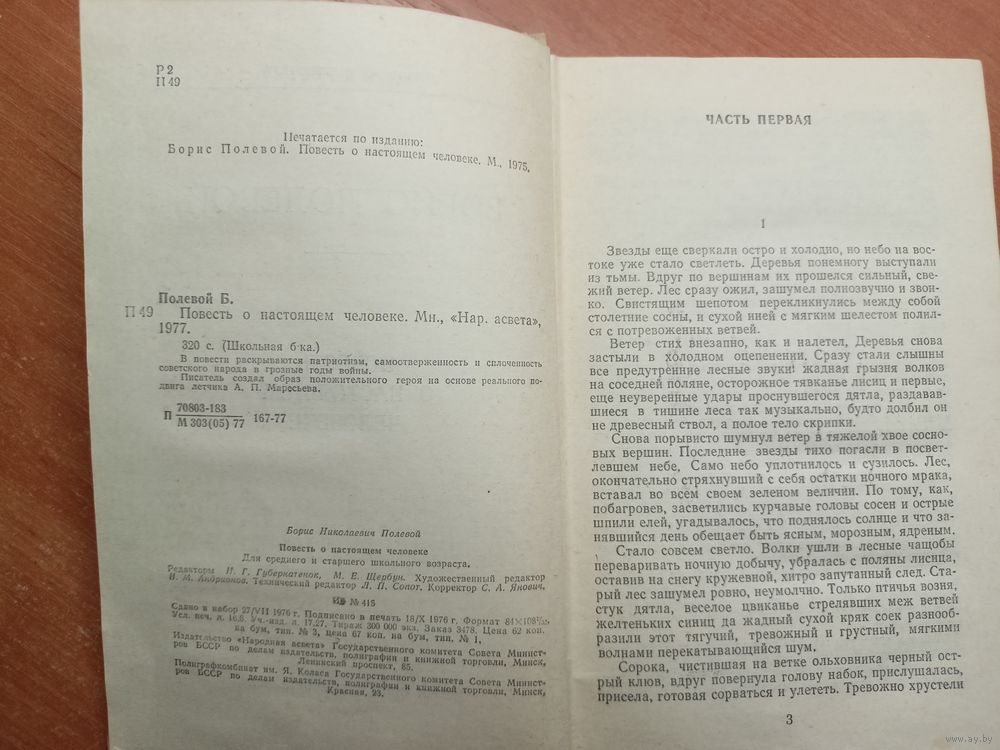 Р2
П 49
Печатается по изданию:
Борис Полевой. Повесть о настоящем человеке. М., 1975.
Полевой Б.
П 49 Повесть о настоящем человеке. Мн., «Нар. асвета»,
1977.
320 с. (Школьная б-ка.)
В повести раскрываются патриотизм, самоотверженность и сплоченность
советского народа в грозные годы войны.
Писатель создал образ положительного героя на основе реального по-
двига летчика А. П. Маресьева.
П 70803-183
М 303(05) 77 167-77
Борис Николаевич Полевой
Повесть о настоящем человеке
Для среднего и старшего школьного возраста.
Редакторы И. Г. Губернатенок, М. Е. Щербун. Художественный редактор
И. М. Андрианов. Технический редактор Л. П. Сопот. Корректор С. А. Янович.
ИБ № 415
Сдано в набор 27/VII 1976 г. Подписано в печать 18/X 1976 г. Формат 84×108¹/₃₂.
Усл. печ. л. 16,8. Уч.-изд. л. 17,27. Тираж 300 000 экз. Заказ 3478. Цена 62 коп.
на бум. тип. № 3, цена 67 коп. на бум. тип. № 1.
Издательство «Народная асвета» Государственного комитета Совета Минист-
ров БССР по делам издательств, полиграфии и книжной торговли, Минск,
Ленинский проспект, 85.
Полиграфкомбинат им. Я. Коласа Государственного комитета Совета Минист-
ров БССР по делам издательств, полиграфии и книжной торговли, Минск,
Красная, 23.
ЧАСТЬ ПЕРВАЯ
1
Звезды еще сверкали остро и холодно, но небо на вос-
токе уже стало светлеть. Деревья понемногу выступали
из тьмы. Вдруг по вершинам их прошелся сильный, све-
жий ветер. Лес сразу ожил, зашумел полнозвучно и звон-
ко. Свистящим шепотом перекликнулись между собой
столетние сосны, и сухой иней с мягким шелестом полил-
ся с потревоженных ветвей.
Ветер стих внезапно, как и налетел. Деревья снова
застыли в холодном оцепенении. Сразу стали слышны
все предутренние лесные звуки: жадная грызня волков
на соседней поляне, осторожное тявканье лисиц и первые,
еще неуверенные удары проснувшегося дятла, раздавав-
шиеся в тишине леса так музыкально, будто долбил он
не древесный ствол, а полое тело скрипки.
Снова порывисто шумнул ветер в тяжелой хвое сосно-
вых вершин. Последние звезды тихо погасли в посвет-
левшем небе. Само небо уплотнилось и сузилось. Лес,
окончательно стряхнувший с себя остатки ночного мрака,
вставал во всем своем зеленом величии. По тому, как,
побагровев, засветились курчавые головы сосен и острые
шпили елей, угадывалось, что поднялось солнце и что за-
нявшийся день обещает быть ясным, морозным, ядреным.
Стало совсем светло. Волки ушли в лесные чащобы
переваривать ночную добычу, убралась с поляны лисица,
оставив на снегу кружевной, хитро запутанный след. Ста-
рый лес зашумел ровно, неумолчно. Только птичья возня,
стук дятла, веселое цвиканье стрелявших меж ветвей
желтеньких синиц да жадный сухой кряк соек разнооб-
разили этот тягучий, тревожный и грустный, мягкими
волнами перекатывающийся шум.
Сорока, чистившая на ветке ольховника черный ост-
рый клюв, вдруг повернула голову набок, прислушалась,
присела, готовая сорваться и улететь. Тревожно хрустели
3
www.ay.by